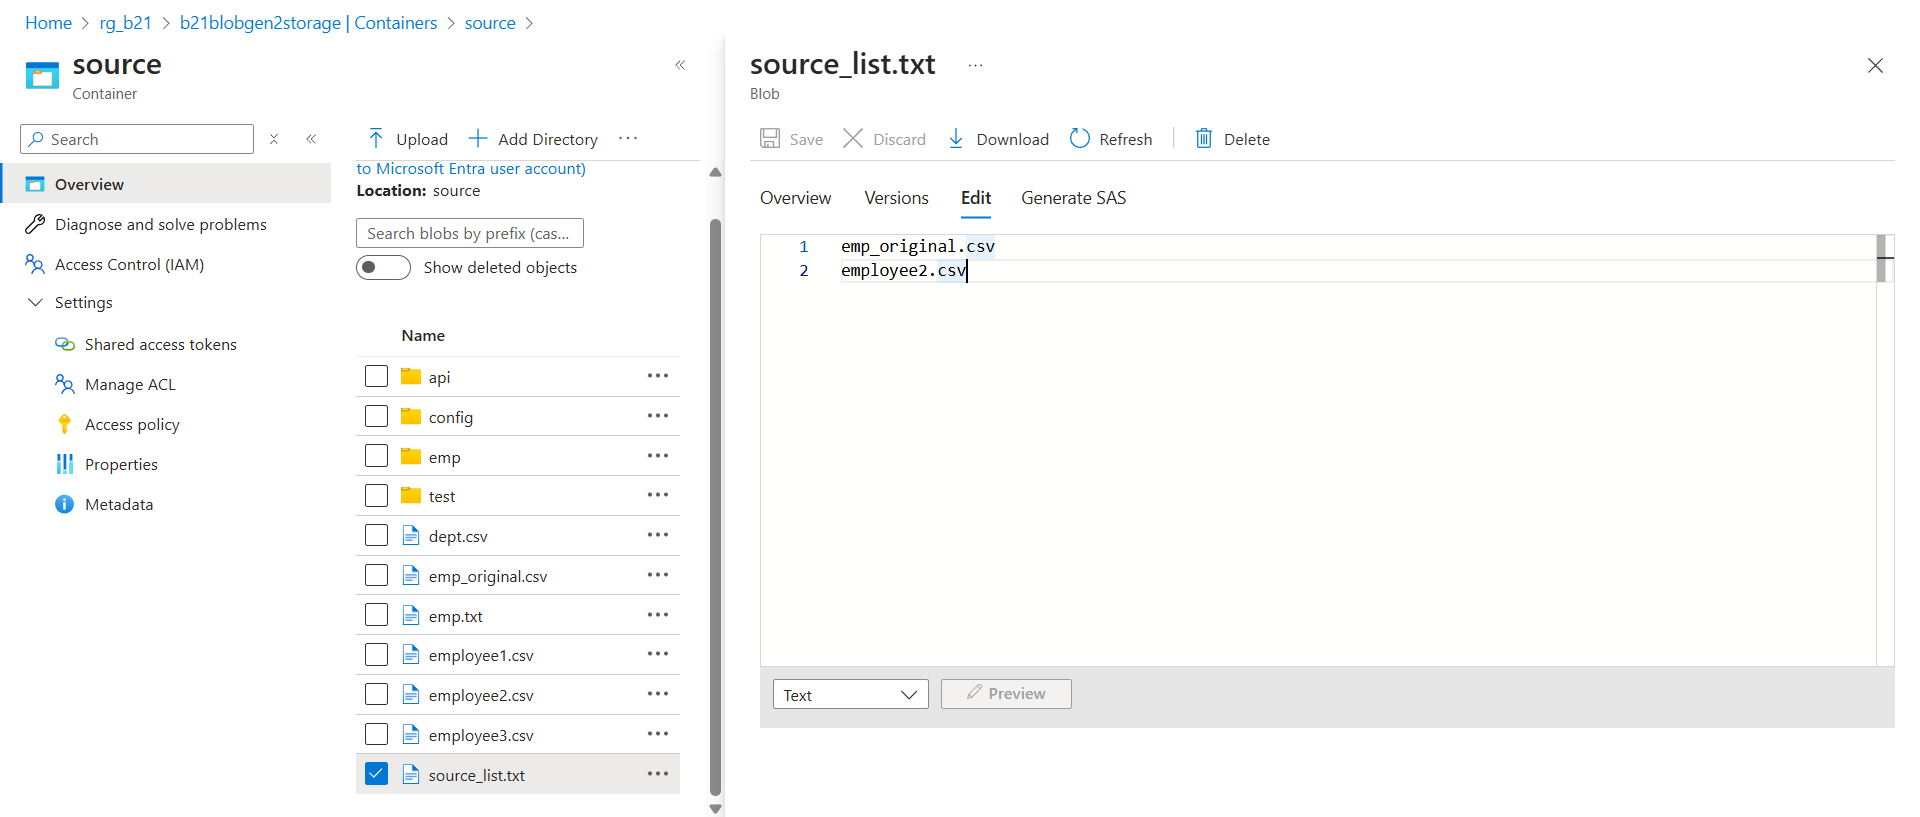 Home > rg_b21 > b21blobgen2storage | Containers > source >
source
Container
«
Search
«
Overview
Diagnose and solve problems
Access Control (IAM)
Settings
Shared access tokens
Manage ACL
Access policy
Properties
Metadata
Upload Add Directory ...
to Microsoft Entra user account)
Location: source
Search blobs by prefix (cas...
Show deleted objects
Name
api
config
emp
test
dept.csv
emp_original.csv
emp.txt
employee1.csv
employee2.csv
employee3.csv
source_list.txt
source_list.txt ...
Blob
Save Discard Download Refresh Delete
Overview Versions Edit Generate SAS
1 emp_original.csv
2 employee2.csv
Text Preview